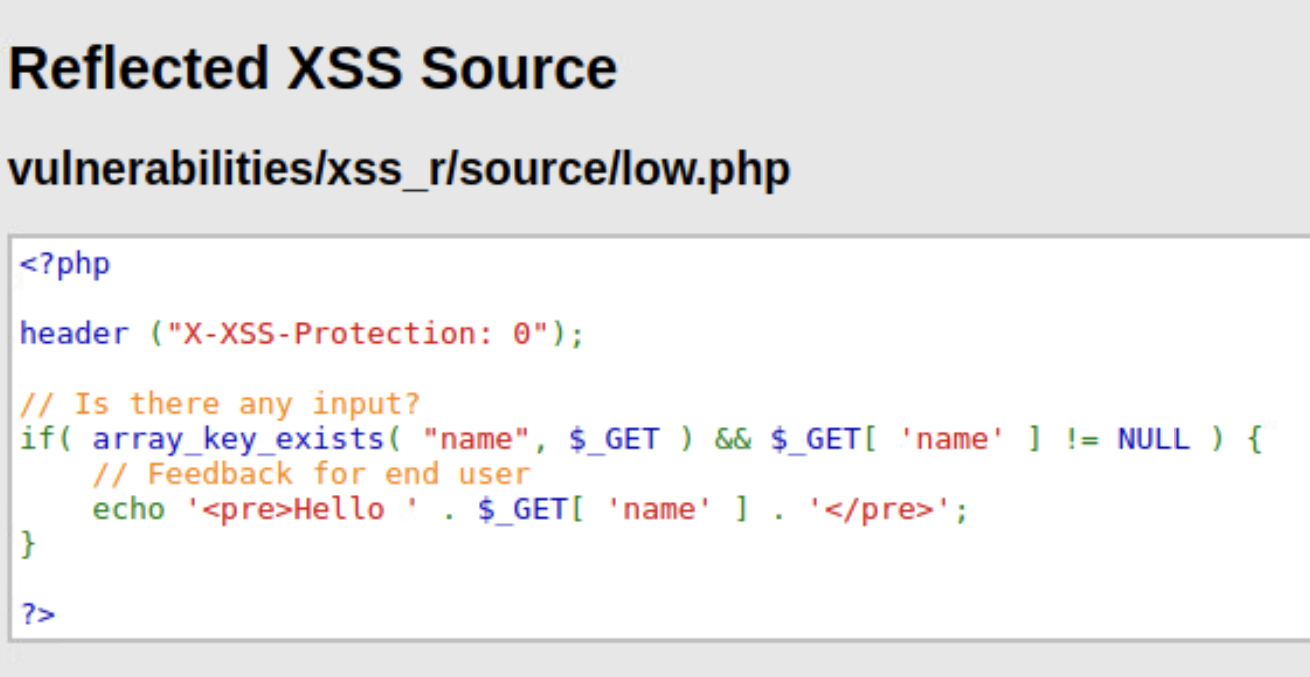 Reflected XSS Source
vulnerabilities/xss_r/source/low.php
<?php
header ("X-XSS-Protection: 0");
// Is there any input?
if( array_key_exists( "name", $_GET ) && $_GET[ 'name' ] != NULL ) {
    // Feedback for end user
    echo '<pre>Hello ' . $_GET[ 'name' ] . '</pre>';
}
?>